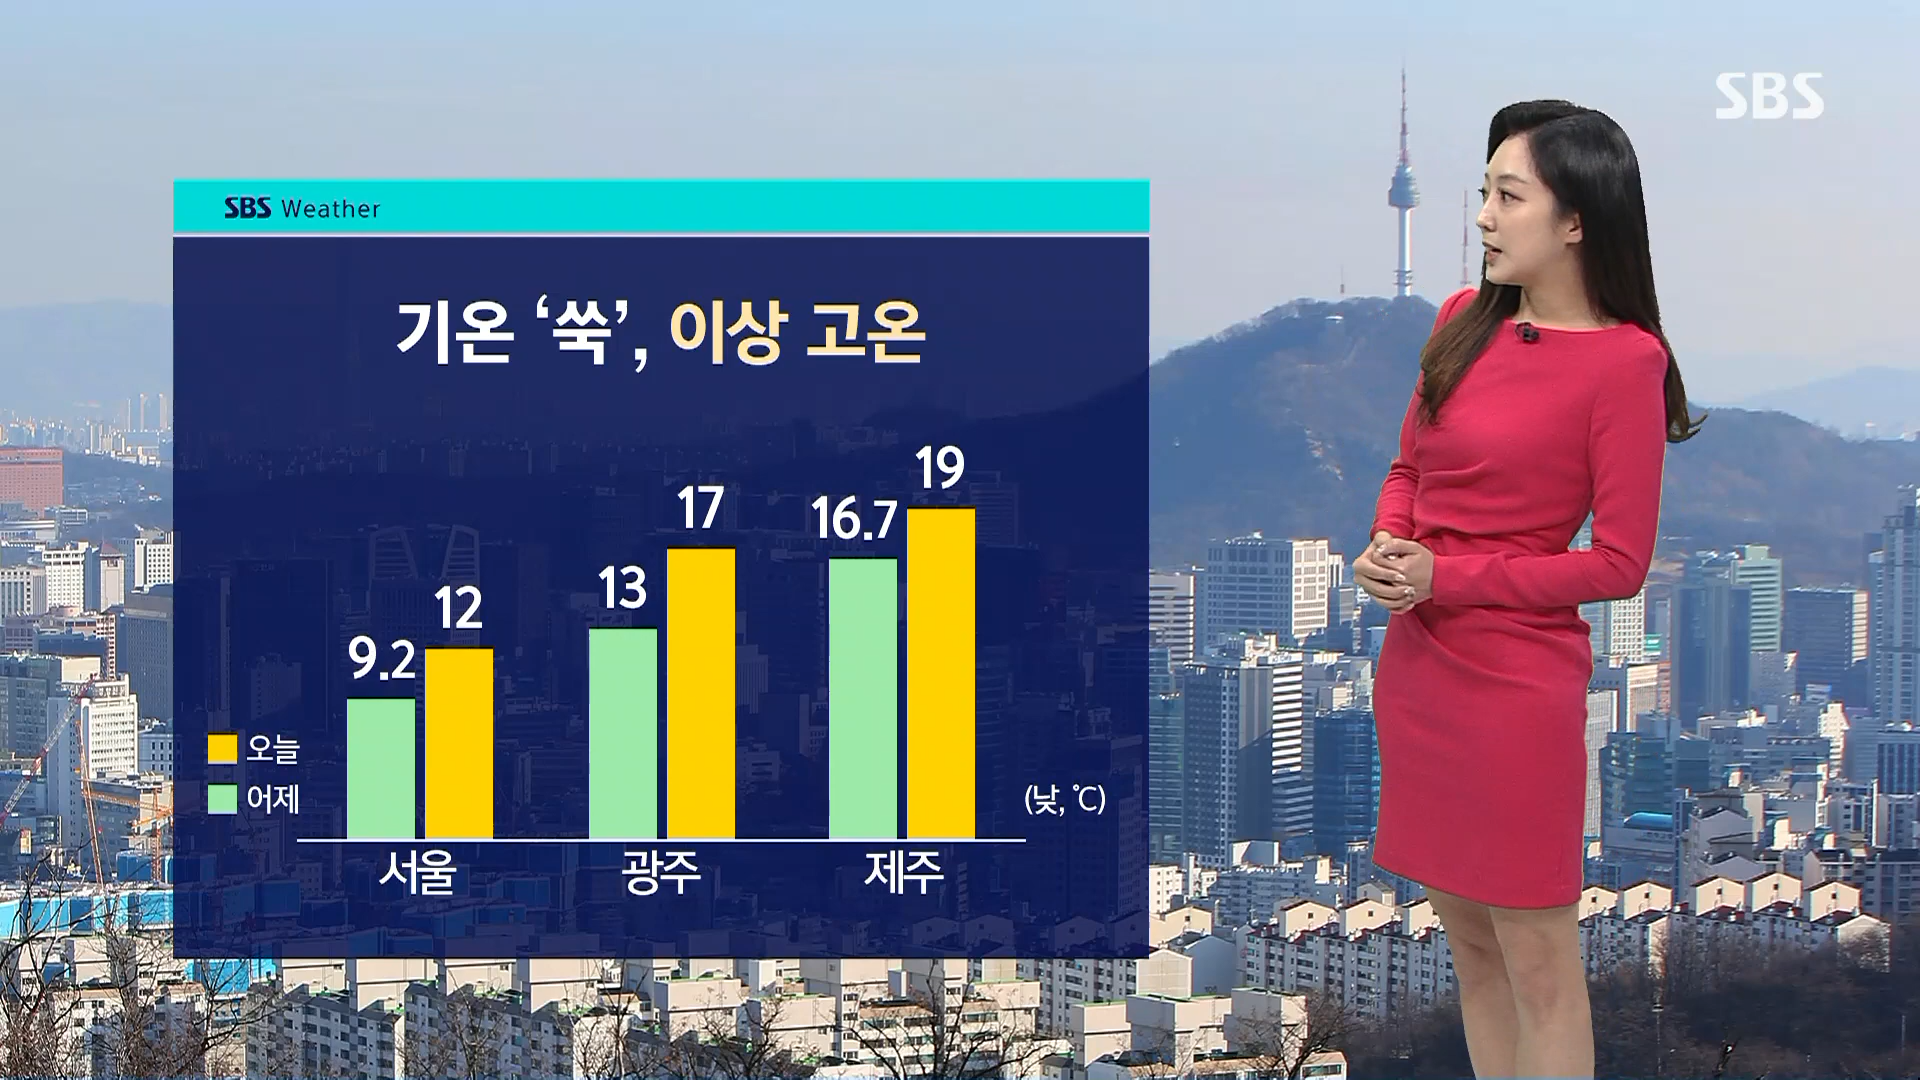 SBS
SBS Weather
기온 ‘쑥’, 이상 고온
9.2 12 13 17 16.7 19
오늘
어제
(낮, ℃)
서울 광주 제주